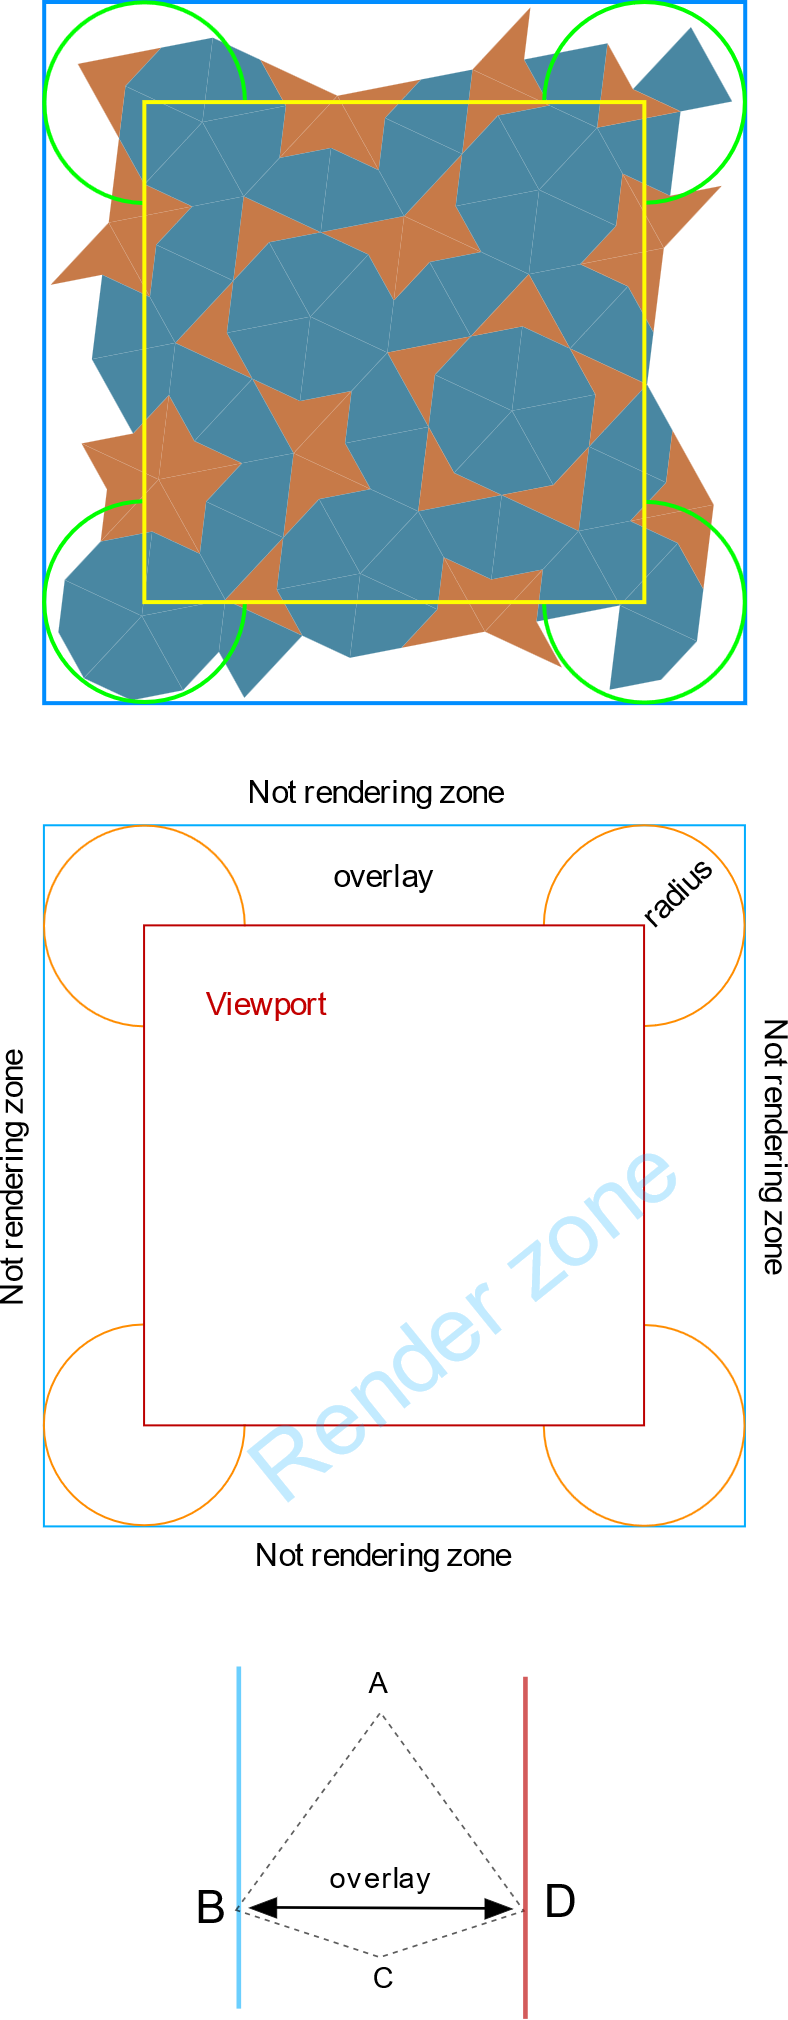 Not rendering zone
overlay
radius
Viewport
Not rendering zone
Not rendering zone
Render zone
Not rendering zone
A
overlay
B
D
C